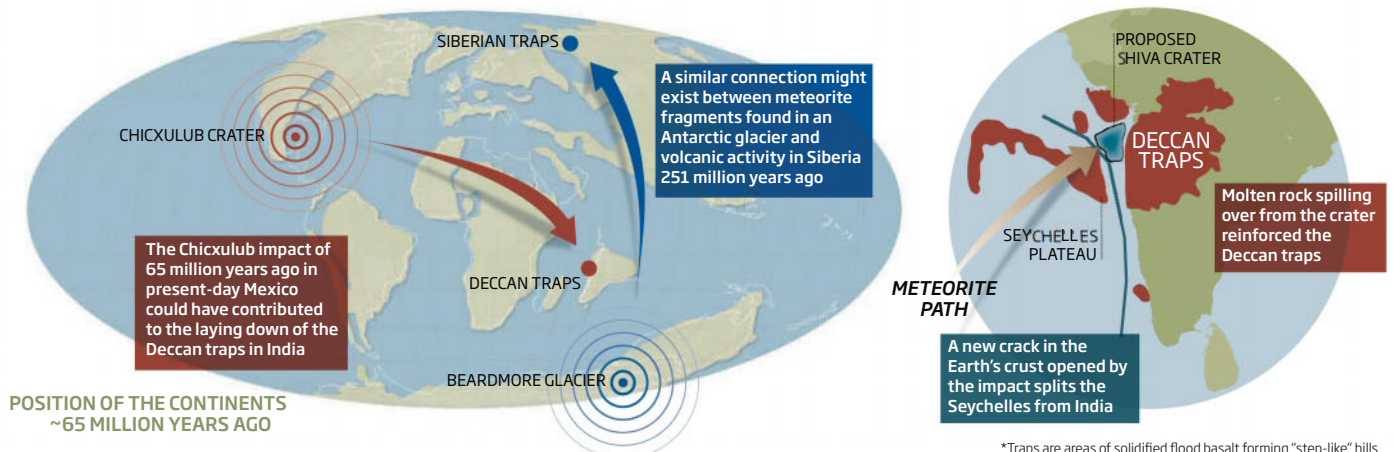 SIBERIAN TRAPS
A similar connection might
exist between meteorite
fragments found in an
Antarctic glacier and
volcanic activity in Siberia
251 million years ago
CHICXULUB CRATER
The Chicxulub impact of
65 million years ago in
present-day Mexico
could have contributed
to the laying down of the
Deccan traps in India
DECCAN TRAPS
BEARDMORE GLACIER
POSITION OF THE CONTINENTS
~65 MILLION YEARS AGO
PROPOSED
SHIVA CRATER
DECCAN
TRAPS
Molten rock spilling
over from the crater
reinforced the
Deccan traps
SEYCHELLES
PLATEAU
METEORITE
PATH
A new crack in the
Earth's crust opened by
the impact splits the
Seychelles from India
*Traps are areas of solidified flood basalt forming "step-like" hills